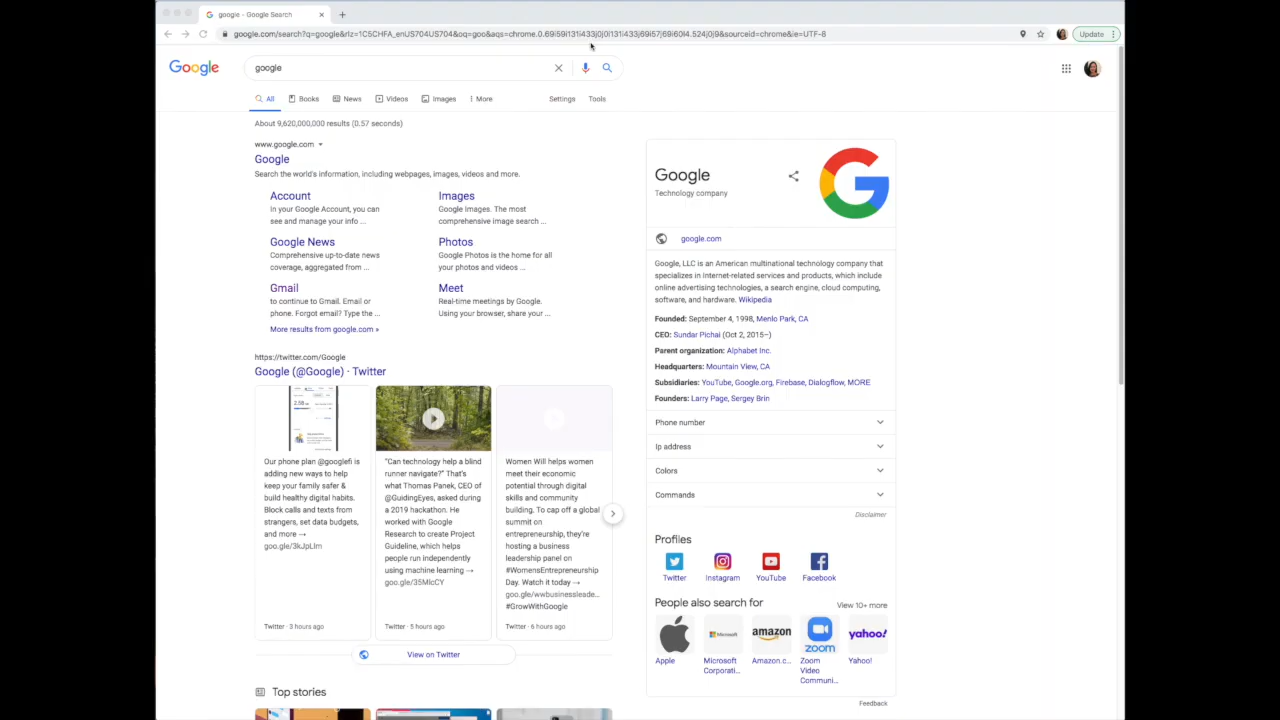 google - Google Search
google.com/search?q=google&rlz=1C5CHFA_enUS704US704&oq=goo&aqs=chrome.0.69i59i131i433j0j0i131i433j69i57j69i60l4.524j0j9&sourceid=chrome&ie=UTF-8
Update
Google
google
All
Books
News
Videos
Images
More
Settings
Tools
About 9,620,000,000 results (0.57 seconds)
www.google.com
Google
Search the world's information, including webpages, images, videos and more.
Account
In your Google Account, you can
see and manage your info ...
Images
Google Images. The most
comprehensive image search ...
Google News
Comprehensive up-to-date news
coverage, aggregated from ...
Photos
Google Photos is the home for all
your photos and videos ...
Gmail
to continue to Gmail. Email or
phone. Forgot email? Type the ...
Meet
Real-time meetings by Google.
Using your browser, share your ...
More results from google.com »
https://twitter.com/Google
Google (@Google) · Twitter
Our phone plan @googlefi is
adding new ways to help
keep your family safer &
build healthy digital habits.
Block calls and texts from
strangers, set data budgets,
and more →
goo.gle/3kJpLIm
Twitter · 3 hours ago
"Can technology help a blind
runner navigate?" That's
what Thomas Panek, CEO of
@GuidingEyes, asked during
a 2019 hackathon. He
worked with Google
Research to create Project
Guideline, which helps
people run independently
using machine learning →
goo.gle/35MlcCY
Twitter · 5 hours ago
Women Will helps women
meet their economic
potential through digital
skills and community
building. To cap off a global
summit on
entrepreneurship, they're
hosting a business
leadership panel on
#WomensEntrepreneurship
Day. Watch it today →
goo.gle/wwbusinessleade...
#GrowWithGoogle
Twitter · 6 hours ago
View on Twitter
Top stories
Google
Technology company
google.com
Google, LLC is an American multinational technology company that
specializes in Internet-related services and products, which include
online advertising technologies, a search engine, cloud computing,
software, and hardware. Wikipedia
Founded: September 4, 1998, Menlo Park, CA
CEO: Sundar Pichai (Oct 2, 2015–)
Parent organization: Alphabet Inc.
Headquarters: Mountain View, CA
Subsidiaries: YouTube, Google.org, Firebase, Dialogflow, MORE
Founders: Larry Page, Sergey Brin
Phone number
Ip address
Colors
Commands
Disclaimer
Profiles
Twitter
Instagram
YouTube
Facebook
People also search for
View 10+ more
Microsoft
amazon
zoom
yahoo!
Apple
Microsoft
Corporati...
Amazon.c...
Zoom
Video
Communi...
Yahoo!
Feedback